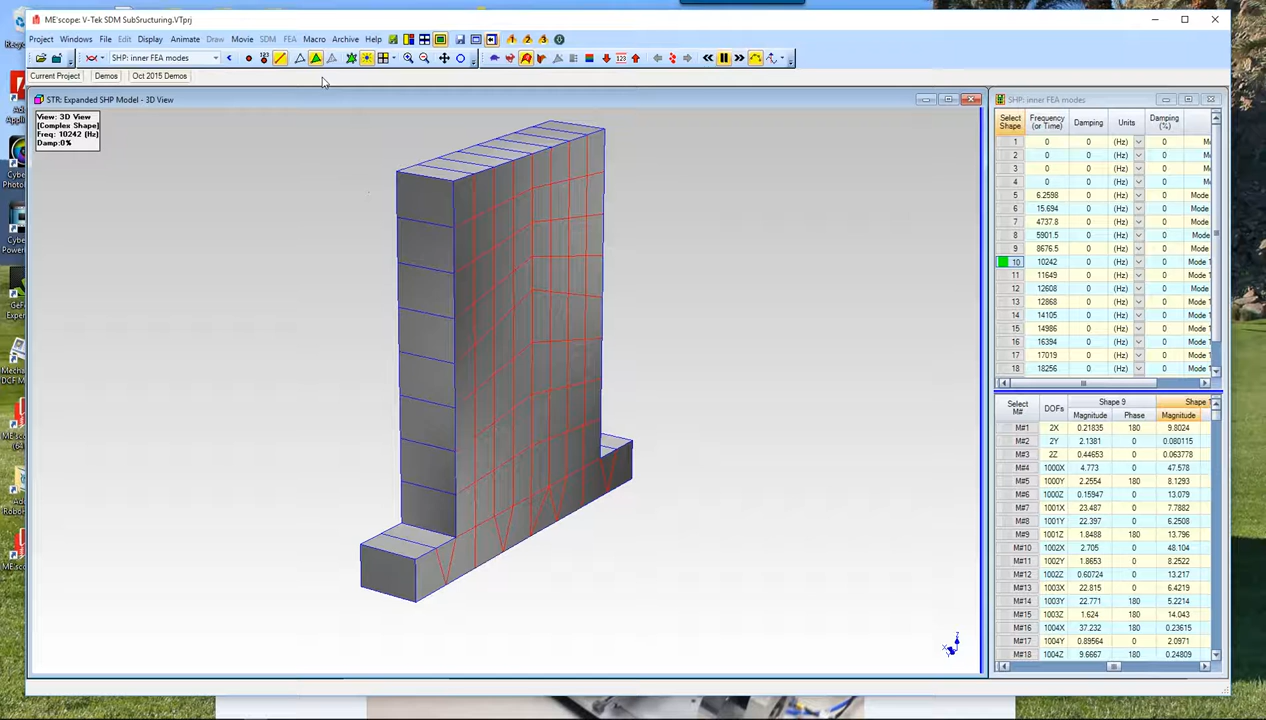 ME'scope: V-Tek SDM SubSructuring.VTprj
Project Windows File Edit Display Animate Draw Movie SDM FEA Macro Archive Help
SHP: inner FEA modes
Current Project Demos Oct 2015 Demos
STR: Expanded SHP Model - 3D View
View: 3D View
[Complex Shape]
Freq: 10242 (Hz)
Damp:0%
SHP: inner FEA modes
Select Shape Frequency (or Time) Damping Units Damping (%)
1 0 0 (Hz) 0 M
2 0 0 (Hz) 0 M
3 0 0 (Hz) 0 M
4 0 0 (Hz) 0 M
5 6.2598 0 (Hz) 0 Mode
6 15.694 0 (Hz) 0 Mode
7 4737.8 0 (Hz) 0 Mode
8 5901.5 0 (Hz) 0 Mode
9 8676.5 0 (Hz) 0 Mode
10 10242 0 (Hz) 0 Mode 1
11 11649 0 (Hz) 0 Mode 1
12 12608 0 (Hz) 0 Mode 1
13 12868 0 (Hz) 0 Mode 1
14 14105 0 (Hz) 0 Mode 1
15 14986 0 (Hz) 0 Mode 1
16 16394 0 (Hz) 0 Mode 1
17 17019 0 (Hz) 0 Mode 1
18 18256 0 (Hz) 0 Mode 1
Select M# DOFs Shape 9 Shape 1
Magnitude Phase Magnitude
M#1 2X 0.21835 180 9.8024
M#2 2Y 2.1381 0 0.080115
M#3 2Z 0.44653 180 0.063778
M#4 1000X 4.773 0 47.578
M#5 1000Y 2.2554 180 8.1293
M#6 1000Z 0.15947 0 13.079
M#7 1001X 23.487 0 7.7882
M#8 1001Y 22.397 0 6.2508
M#9 1001Z 1.8488 180 13.796
M#10 1002X 2.705 0 48.104
M#11 1002Y 1.8653 0 8.2522
M#12 1002Z 0.60724 0 13.217
M#13 1003X 22.815 0 6.4219
M#14 1003Y 22.771 180 5.2214
M#15 1003Z 1.624 180 14.043
M#16 1004X 37.232 180 0.23615
M#17 1004Y 0.89564 0 2.0971
M#18 1004Z 9.6667 180 0.24809